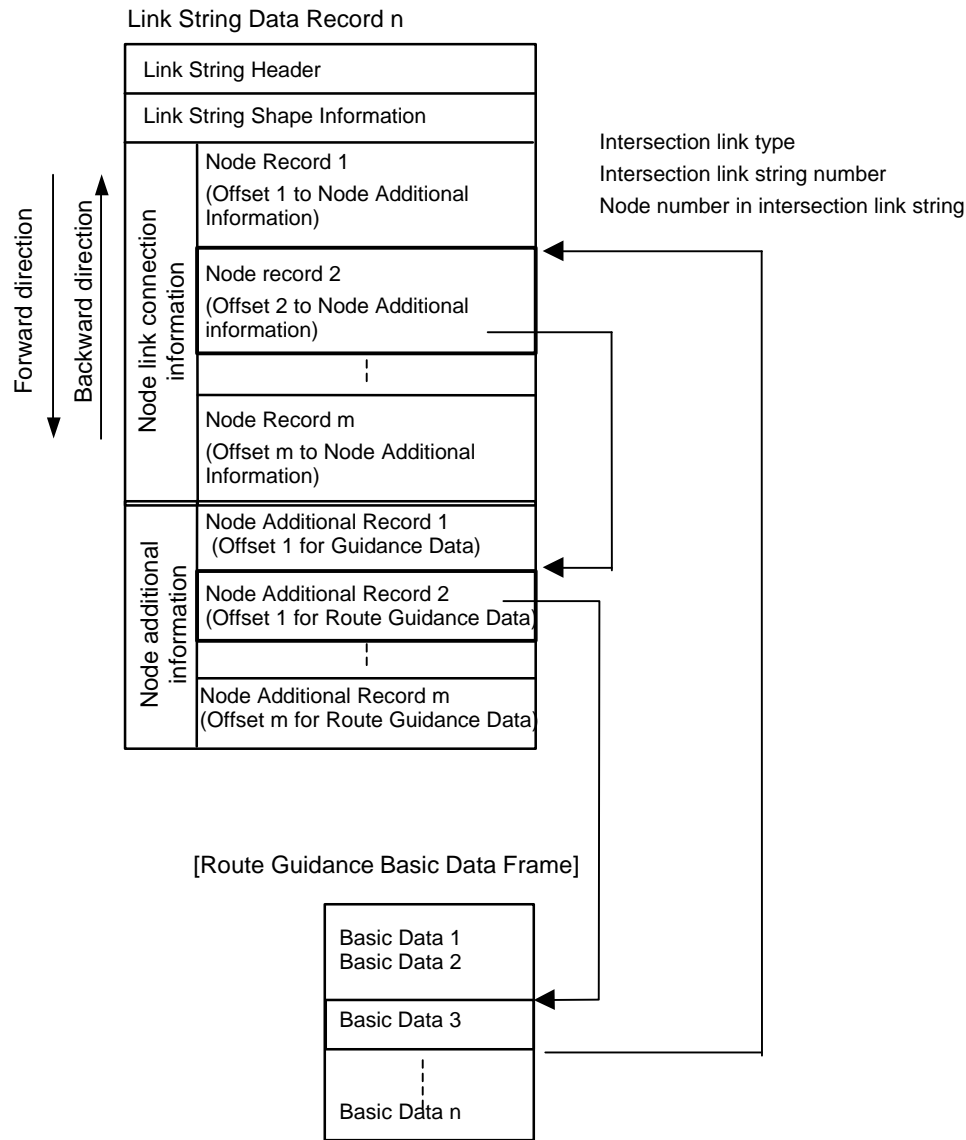 Link String Data Record n
Link String Header
Link String Shape Information
Forward direction
Backward direction
Node link connection
information
Node Record 1
(Offset 1 to Node Additional
Information)
Node record 2
(Offset 2 to Node Additional
information)
Node Record m
(Offset m to Node Additional
Information)
Intersection link type
Intersection link string number
Node number in intersection link string
Node additional
information
Node Additional Record 1
(Offset 1 for Guidance Data)
Node Additional Record 2
(Offset 1 for Route Guidance Data)
Node Additional Record m
(Offset m for Route Guidance Data)
[Route Guidance Basic Data Frame]
Basic Data 1
Basic Data 2
Basic Data 3
Basic Data n